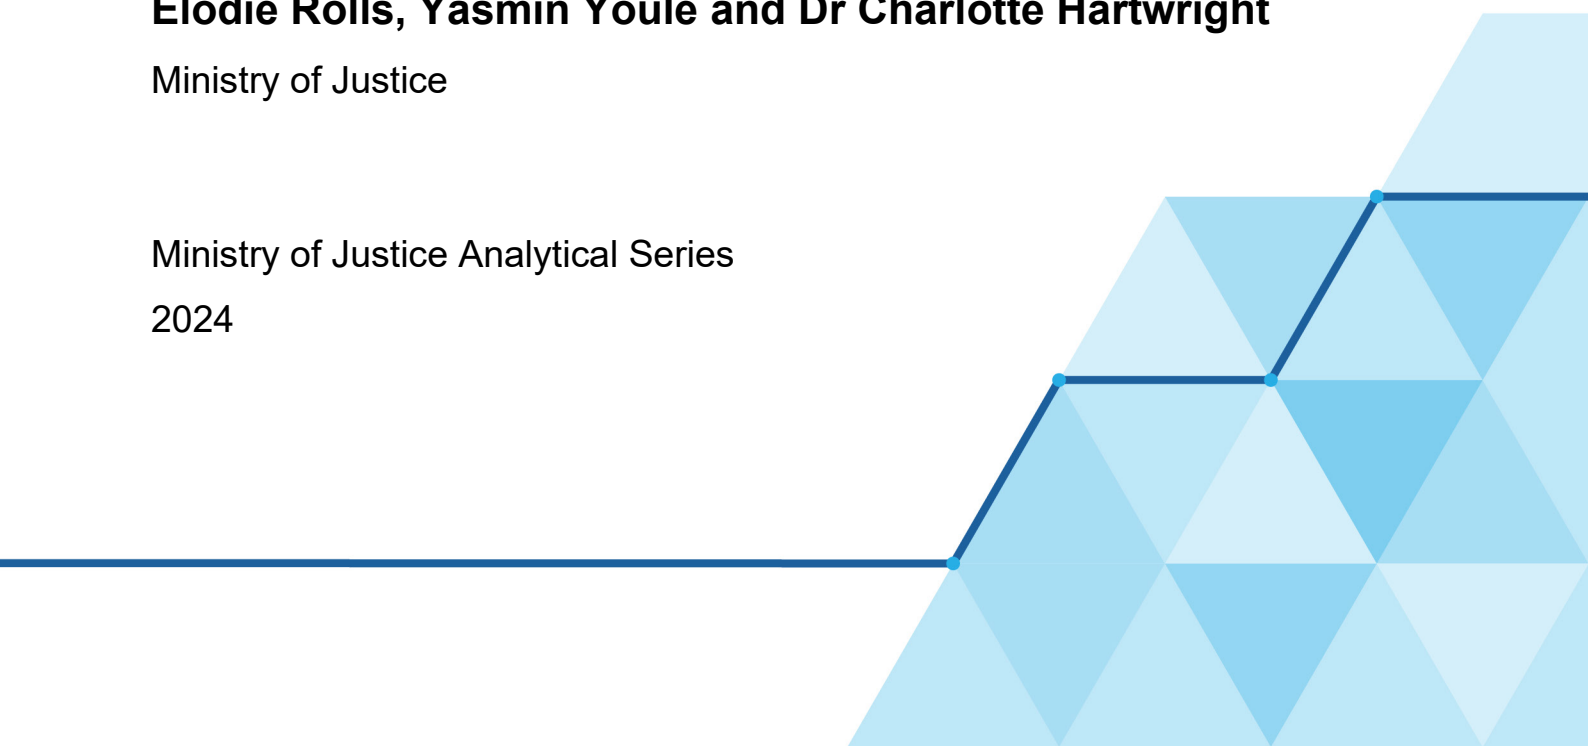 Elodie Rolls, Yasmin Youle and Dr Charlotte Hartwright
Ministry of Justice
Ministry of Justice Analytical Series
2024